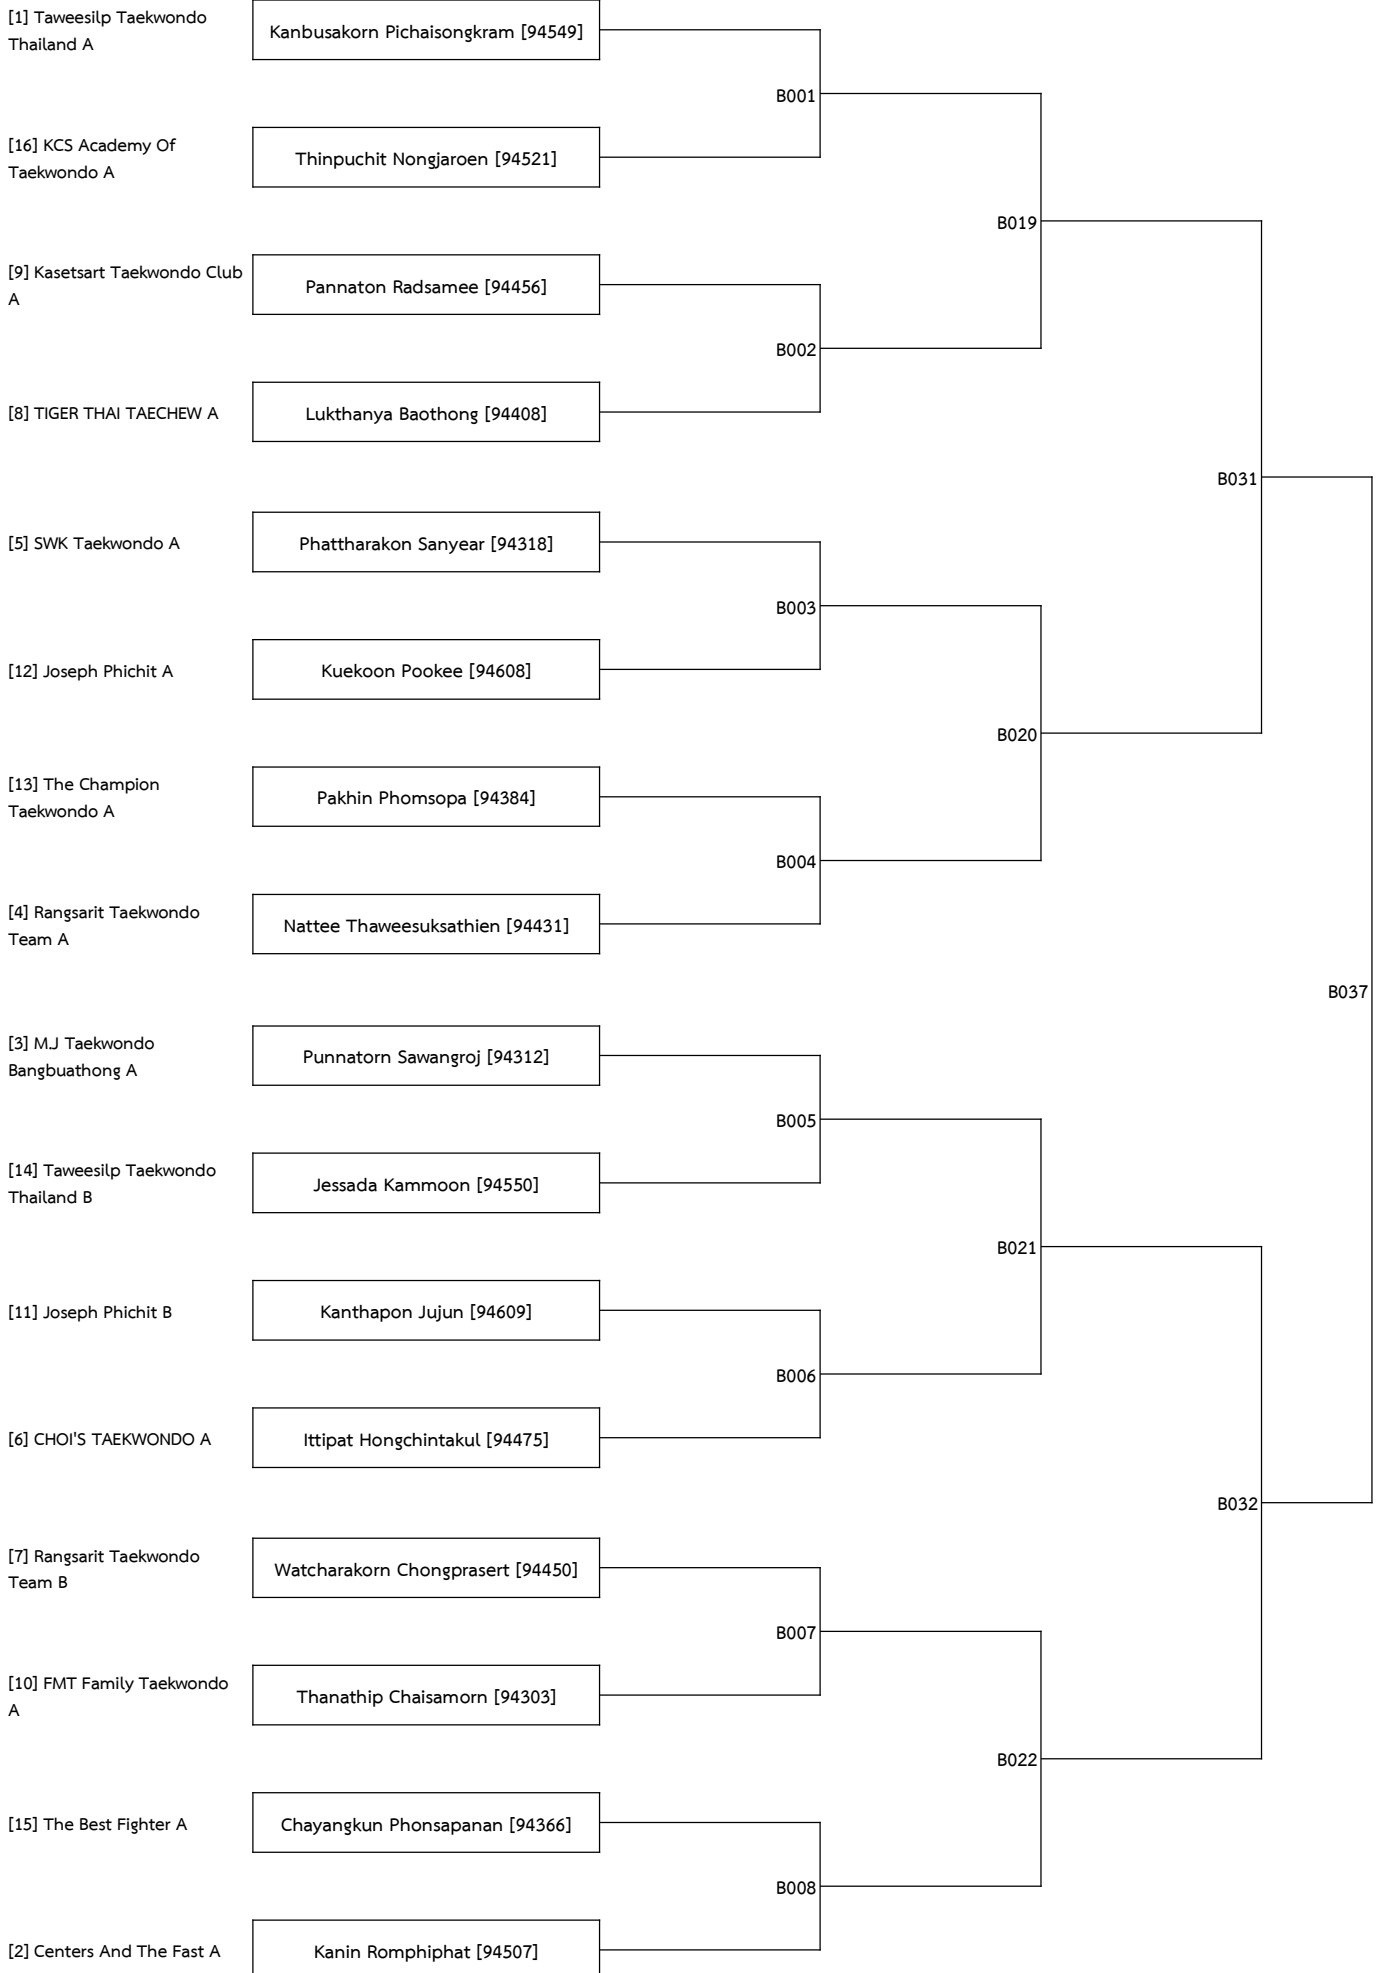 [1] Taweesilp Taekwondo
Thailand A
Kanbusakorn Pichaisongkram [94549]
B001
[16] KCS Academy Of
Taekwondo A
Thinpuchit Nongjaroen [94521]
B019
[9] Kasetsart Taekwondo Club
A
Pannaton Radsamee [94456]
B002
[8] TIGER THAI TAECHEW A
Lukthanya Baothong [94408]
B031
[5] SWK Taekwondo A
Phattharakon Sanyear [94318]
B003
[12] Joseph Phichit A
Kuekoon Pookee [94608]
B020
[13] The Champion
Taekwondo A
Pakhin Phomsopa [94384]
B004
[4] Rangsarit Taekwondo
Team A
Nattee Thaweesuksathien [94431]
B037
[3] M.J Taekwondo
Bangbuathong A
Punnatorn Sawangroj [94312]
B005
[14] Taweesilp Taekwondo
Thailand B
Jessada Kammoon [94550]
B021
[11] Joseph Phichit B
Kanthapon Jujun [94609]
B006
[6] CHOI'S TAEKWONDO A
Ittipat Hongchintakul [94475]
B032
[7] Rangsarit Taekwondo
Team B
Watcharakorn Chongprasert [94450]
B007
[10] FMT Family Taekwondo
A
Thanathip Chaisamorn [94303]
B022
[15] The Best Fighter A
Chayangkun Phonsapanan [94366]
B008
[2] Centers And The Fast A
Kanin Romphiphat [94507]